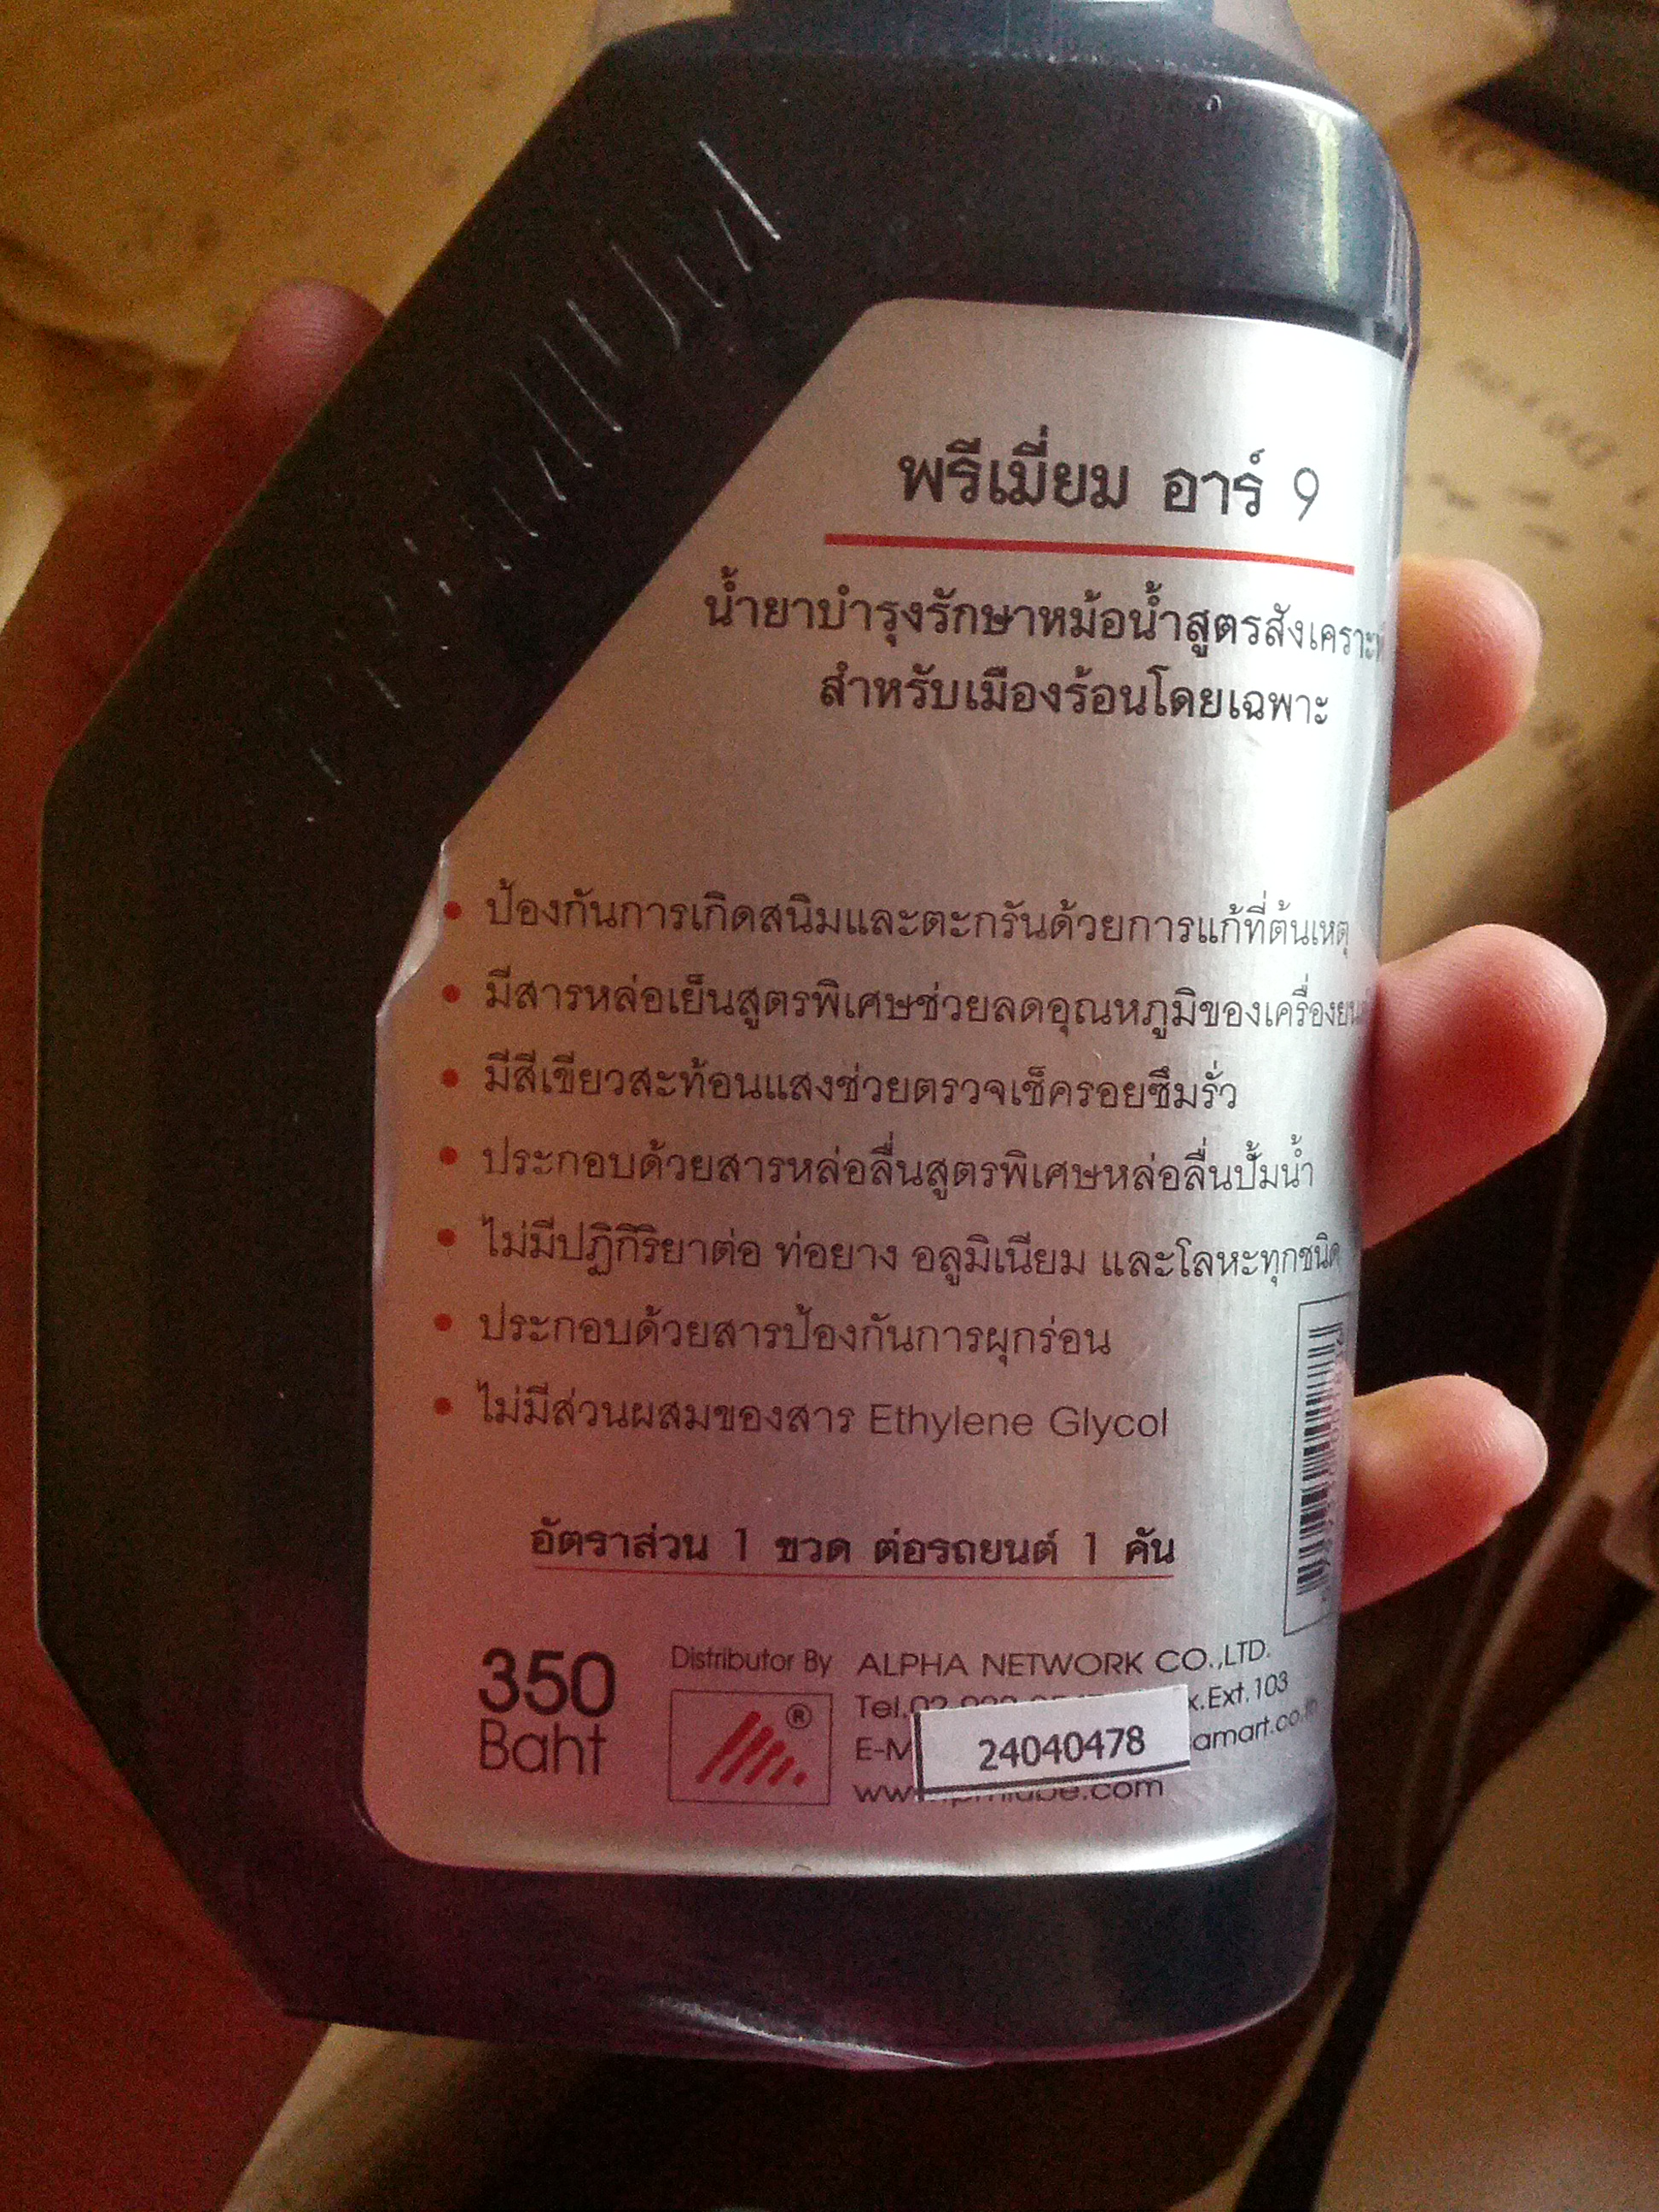 พรีเมี่ยม อาร์ 9
น้ำยาบำรุงรักษาหม้อน้ำสูตรสังเคราะห์
สำหรับเมืองร้อนโดยเฉพาะ
• ป้องกันการเกิดสนิมและตะกรันด้วยการแก้ที่ต้นเหตุ
• มีสารหล่อเย็นสูตรพิเศษช่วยลดอุณหภูมิของเครื่องยนต์
• มีสีเขียวสะท้อนแสงช่วยตรวจเช็ครอยซึมรั่ว
• ประกอบด้วยสารหล่อลื่นสูตรพิเศษหล่อลื่นปั้มน้ำ
• ไม่มีปฏิกิริยาต่อ ท่อยาง อลูมิเนียม และโลหะทุกชนิด
• ประกอบด้วยสารป้องกันการผุกร่อน
• ไม่มีส่วนผสมของสาร Ethylene Glycol
อัตราส่วน 1 ขวด ต่อรถยนต์ 1 คัน
350
Baht
Distributor By ALPHA NETWORK CO.,LTD.
Ext.103
24040478